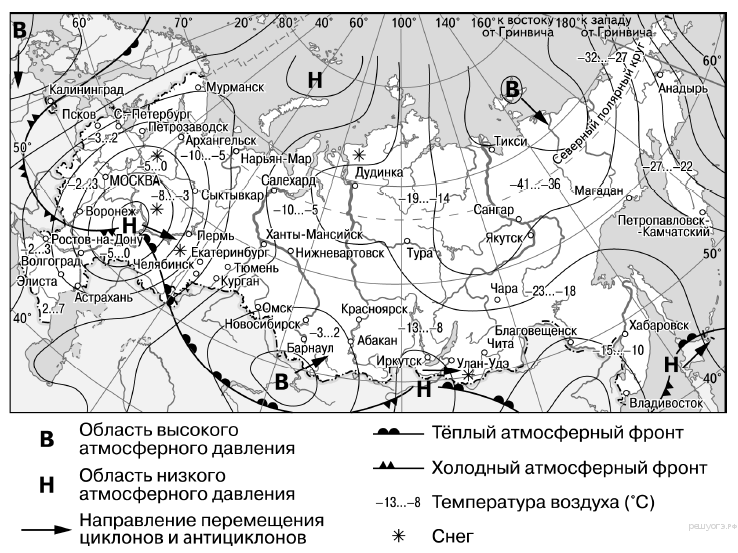 60° 70° 20° 80° 40° 60° 100° 140° 160° к востоку 180° к западу
от Гринвича от Гринвича
В
Н
В
–32...–27
Северный полярный круг
60°
Анадырь
Калининград
Мурманск
Псков
С.-Петербург
Петрозаводск
Архангельск
–3...2
–5...0
–10...–5
Нарьян-Мар
50°
Тикси
Дудинка
–27...–22
–2...3
МОСКВА
–8...–3
Сыктывкар
Салехард
–10...–5
–19...–14
–41...–36
Магадан
Воронеж
Н
Сангар
Петропавловск-
-Камчатский
Ростов-на-Дону
–2...3
–5...0
Пермь
Ханты-Мансийск
Якутск
Волгоград
Челябинск
Екатеринбург
Нижневартовск
Тура
50°
Элиста
Тюмень
Курган
Астрахань
Чара
–23...–18
–2...7
40°
Омск
Красноярск
Новосибирск
–3...2
–13...–8
Благовещенск
Хабаровск
Барнаул
Абакан
Чита
–15...–10
Иркутск
Улан-Удэ
В
Н
Н
40°
Владивосток
В Область высокого
атмосферного давления
Н Область низкого
атмосферного давления
Направление перемещения
циклонов и антициклонов
Тёплый атмосферный фронт
Холодный атмосферный фронт
–13...–8 Температура воздуха (°С)
Снег
решуогэ.рф